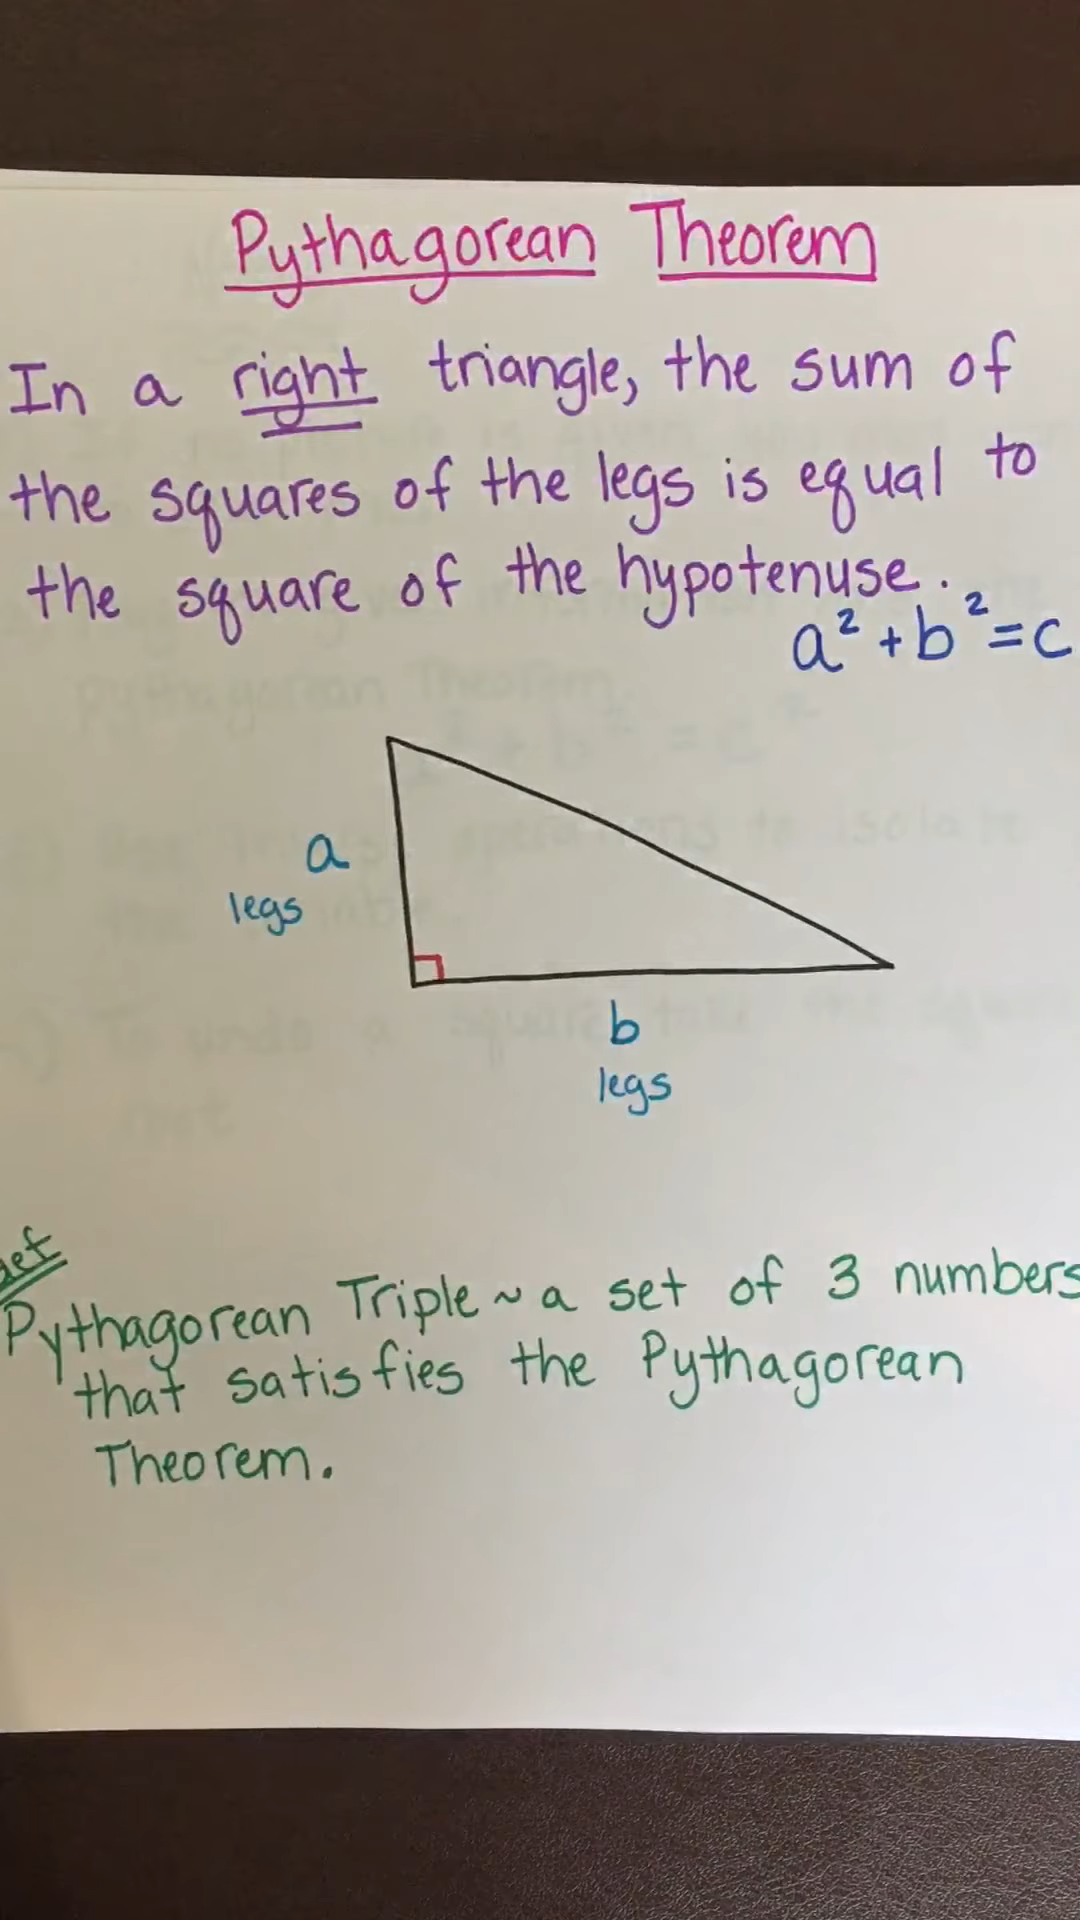 Pythagorean Theorem
In a right triangle, the sum of
the squares of the legs is equal to
the square of the hypotenuse.
a² + b² = c
a
legs
b
legs
def
Pythagorean Triple ~ a set of 3 numbers
that satisfies the Pythagorean
Theorem.